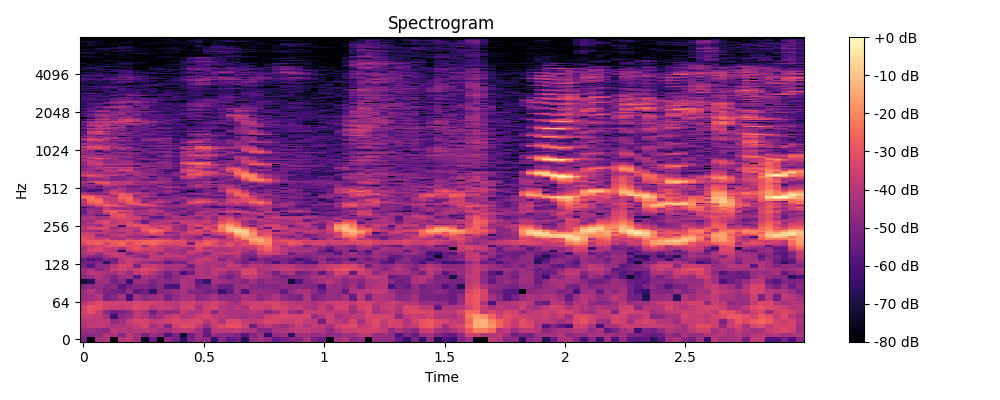 Spectrogram
Hz
4096
2048
1024
512
256
128
64
0
0
0.5
1
1.5
2
2.5
Time
+0 dB
-10 dB
-20 dB
-30 dB
-40 dB
-50 dB
-60 dB
-70 dB
-80 dB